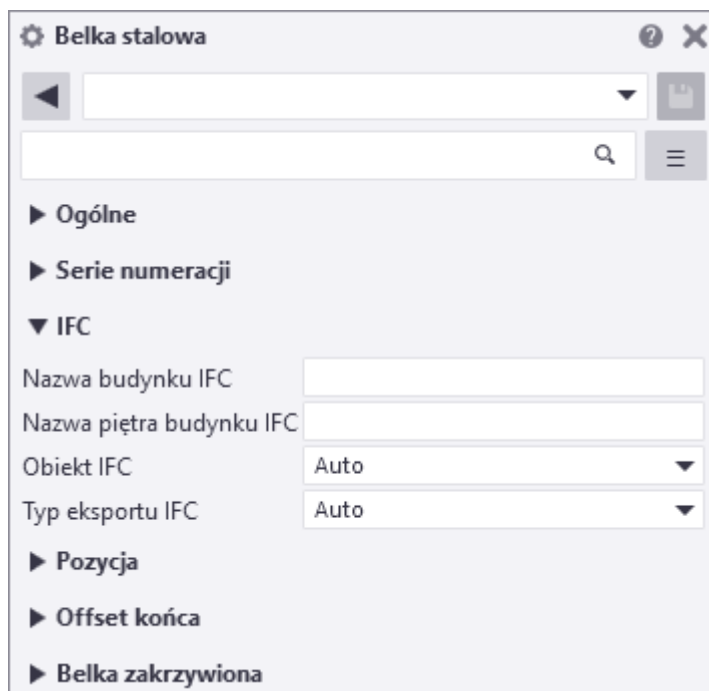 Belka stalowa
Ogólne
Serie numeracji
IFC
Nazwa budynku IFC
Nazwa piętra budynku IFC
Obiekt IFC Auto
Typ eksportu IFC Auto
Pozycja
Offset końca
Belka zakrzywiona